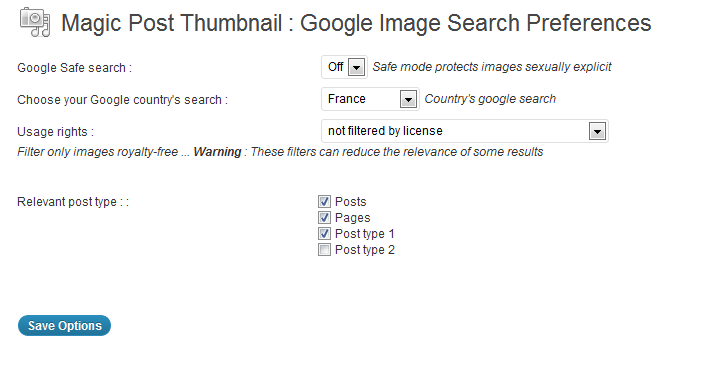 Magic Post Thumbnail : Google Image Search Preferences
Google Safe search : Off Safe mode protects images sexually explicit
Choose your Google country's search : France Country's google search
Usage rights : not filtered by license
Filter only images royalty-free ... Warning : These filters can reduce the relevance of some results
Relevant post type : : Posts
Pages
Post type 1
Post type 2
Save Options